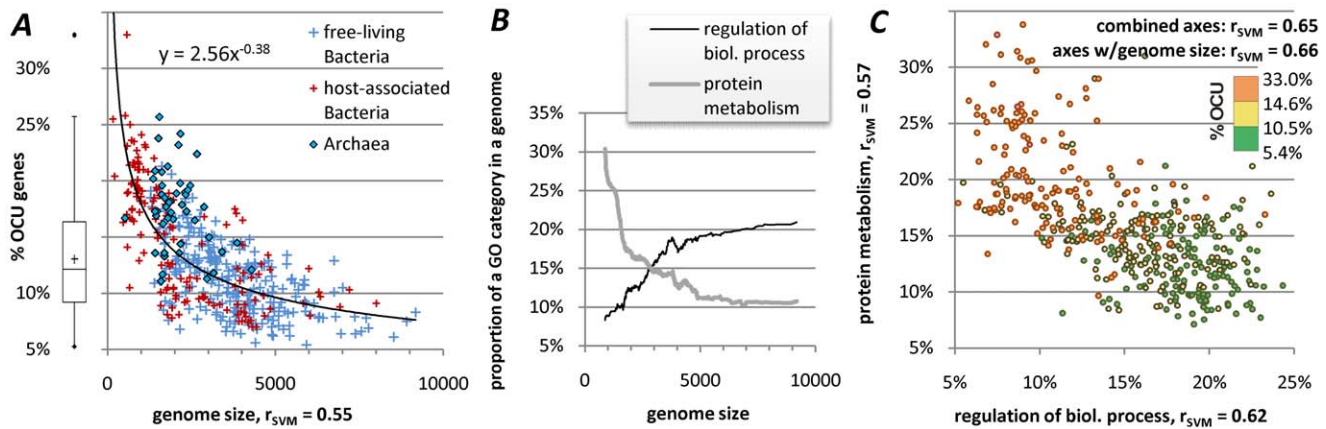 A
% OCU genes
30%
25%
10%
5%
y = 2.56x^-0.38
free-living
Bacteria
host-associated
Bacteria
Archaea
0
5000
10000
genome size, rSVM = 0.55
B
regulation of
biol. process
protein
metabolism
proportion of a GO category in a genome
35%
30%
25%
20%
15%
10%
5%
0
5000
10000
genome size
C
combined axes: rSVM = 0.65
axes w/genome size: rSVM = 0.66
% OCU
33.0%
14.6%
10.5%
5.4%
protein metabolism, rSVM = 0.57
30%
25%
20%
15%
10%
5%
5%
10%
15%
20%
25%
regulation of biol. process, rSVM = 0.62